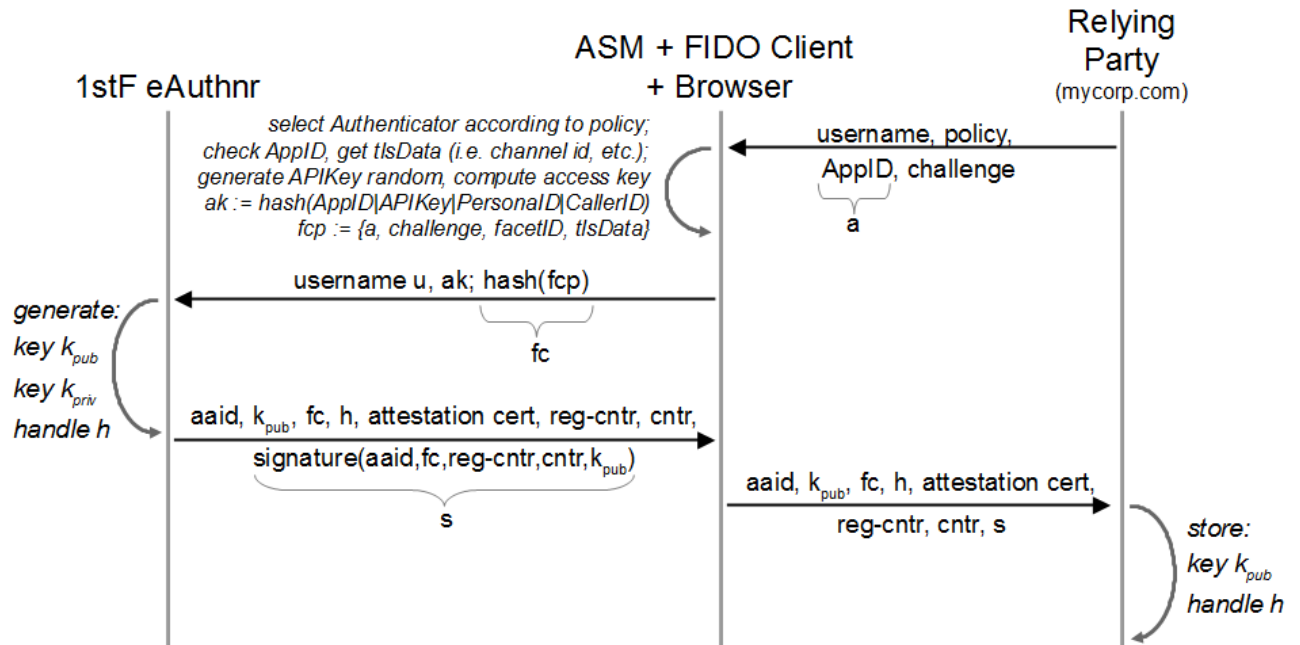 1stF eAuthnr
ASM + FIDO Client
+ Browser
Relying
Party
(mycorp.com)
select Authenticator according to policy;
check AppID, get tlsData (i.e. channel id, etc.);
generate APIKey random, compute access key
ak := hash(AppID|APIKey|PersonaID|CallerID)
fcp := {a, challenge, facetID, tlsData}
username, policy,
AppID, challenge
a
username u, ak; hash(fcp)
fc
generate:
key kpub
key kpriv
handle h
aaid, kpub, fc, h, attestation cert, reg-cntr, cntr,
signature(aaid,fc,reg-cntr,cntr,kpub)
s
aaid, kpub, fc, h, attestation cert,
reg-cntr, cntr, s
store:
key kpub
handle h